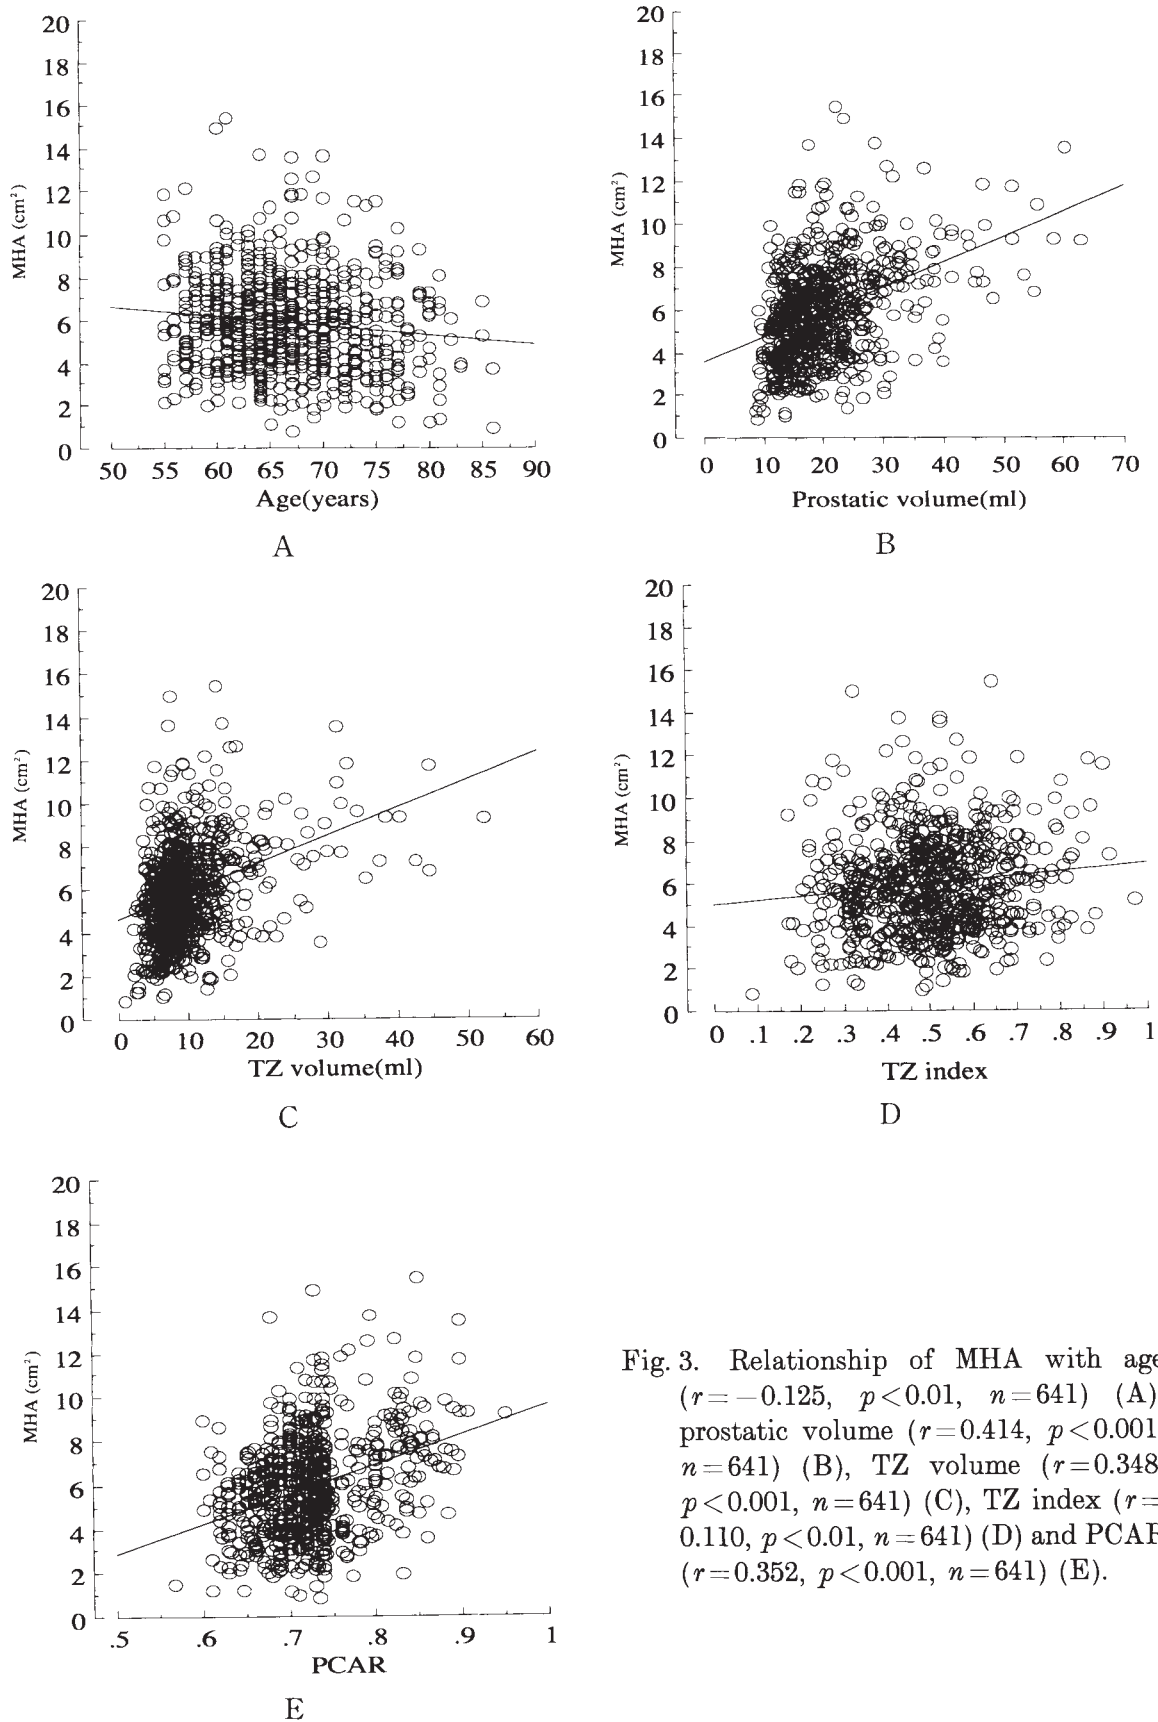 20
18
16
14
12
10
8
6
4
2
0
MHA (cm²)
50 55 60 65 70 75 80 85 90
Age(years)
A
20
18
16
14
12
10
8
6
4
2
0
MHA (cm²)
0 10 20 30 40 50 60 70
Prostatic volume(ml)
B
20
18
16
14
12
10
8
6
4
2
0
MHA (cm²)
0 10 20 30 40 50 60
TZ volume(ml)
C
20
18
16
14
12
10
8
6
4
2
0
MHA (cm²)
0 .1 .2 .3 .4 .5 .6 .7 .8 .9 1
TZ index
D
20
18
16
14
12
10
8
6
4
2
0
MHA (cm²)
.5 .6 .7 .8 .9 1
PCAR
E
Fig. 3. Relationship of MHA with age
(r=−0.125, p<0.01, n=641) (A)
prostatic volume (r=0.414, p<0.001
n=641) (B), TZ volume (r=0.348
p<0.001, n=641) (C), TZ index (r=
0.110, p<0.01, n=641) (D) and PCAR
(r=0.352, p<0.001, n=641) (E).